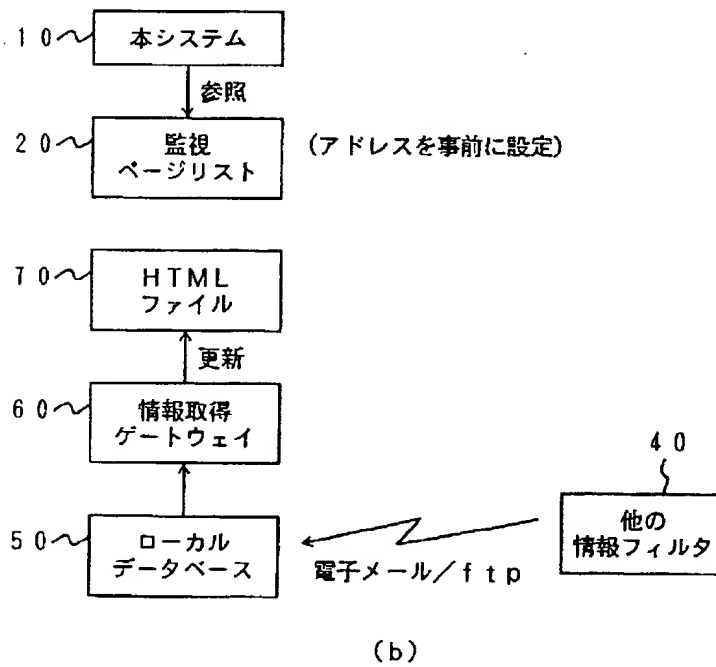 10
本システム
参照
20
監視
ページリスト
(アドレスを事前に設定)
70
HTML
ファイル
更新
60
情報取得
ゲートウェイ
40
他の
情報フィルタ
50
ローカル
データベース
電子メール/ftp
(b)